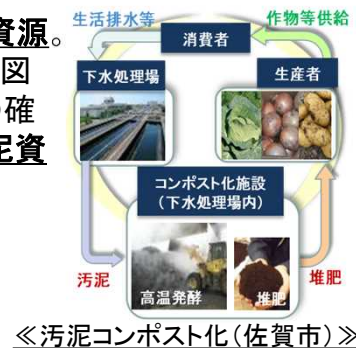 資源。
図
確
泥資
生活排水等
作物等供給
消費者
下水処理場
生産者
コンポスト化施設
（下水処理場内）
汚泥
堆肥
高温発酵
堆肥
≪汚泥コンポスト化（佐賀市）≫